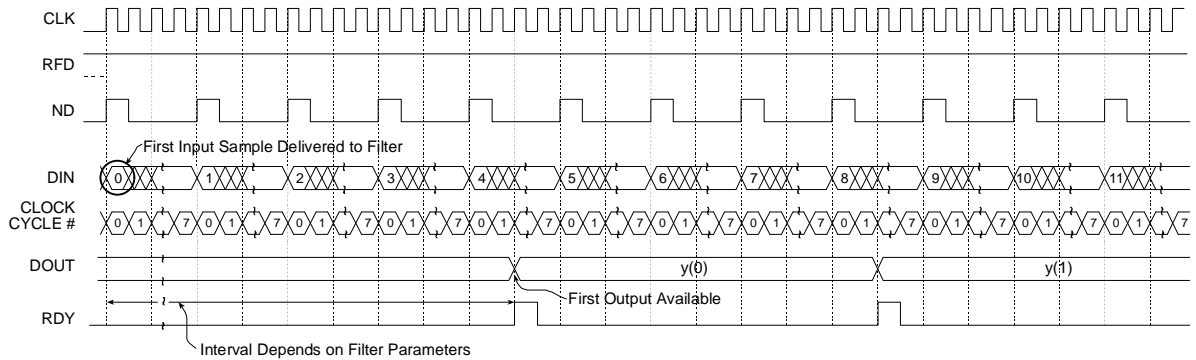 CLK
RFD
ND
First Input Sample Delivered to Filter
DIN 0 1 2 3 4 5 6 7 8 9 10 11
CLOCK
CYCLE # 0 1 7 0 1 7 0 1 7 0 1 7 0 1 7 0 1 7 0 1 7 0 1 7 0 1 7 0 1 7 0 1 7 0 1 7
DOUT y(0) y(1)
First Output Available
RDY
Interval Depends on Filter Parameters